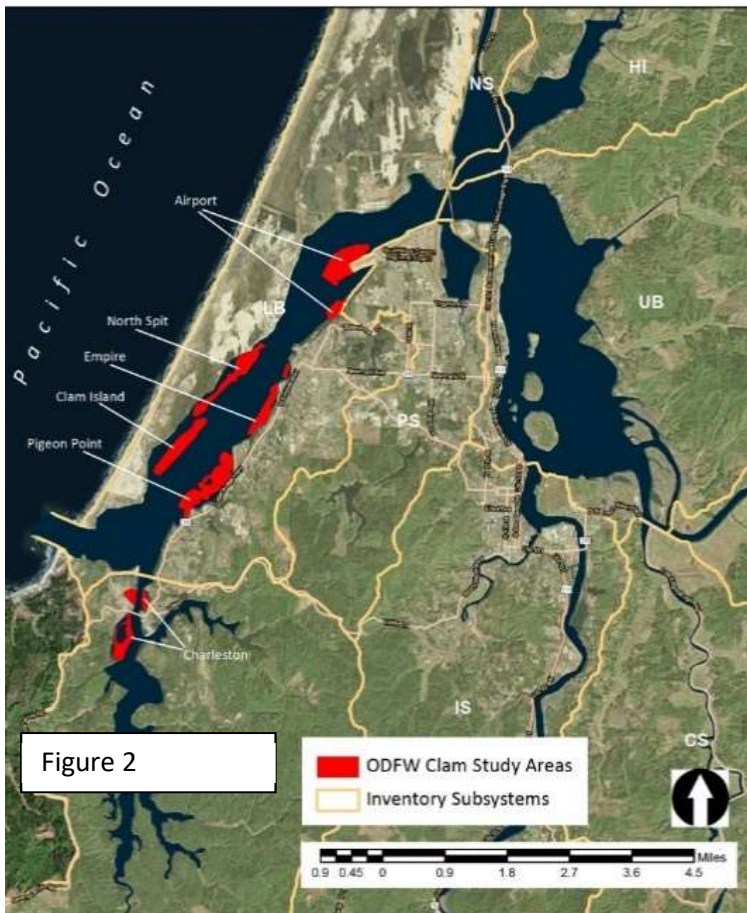 NS
HI
Pacific Ocean
Airport
LB
UB
North Spit
Empire
Clam Island
PS
Pigeon Point
Charleston
IS
CS
Figure 2
ODFW Clam Study Areas
Inventory Subsystems
Miles
0.9 0.45 0 0.9 1.8 2.7 3.6 4.5